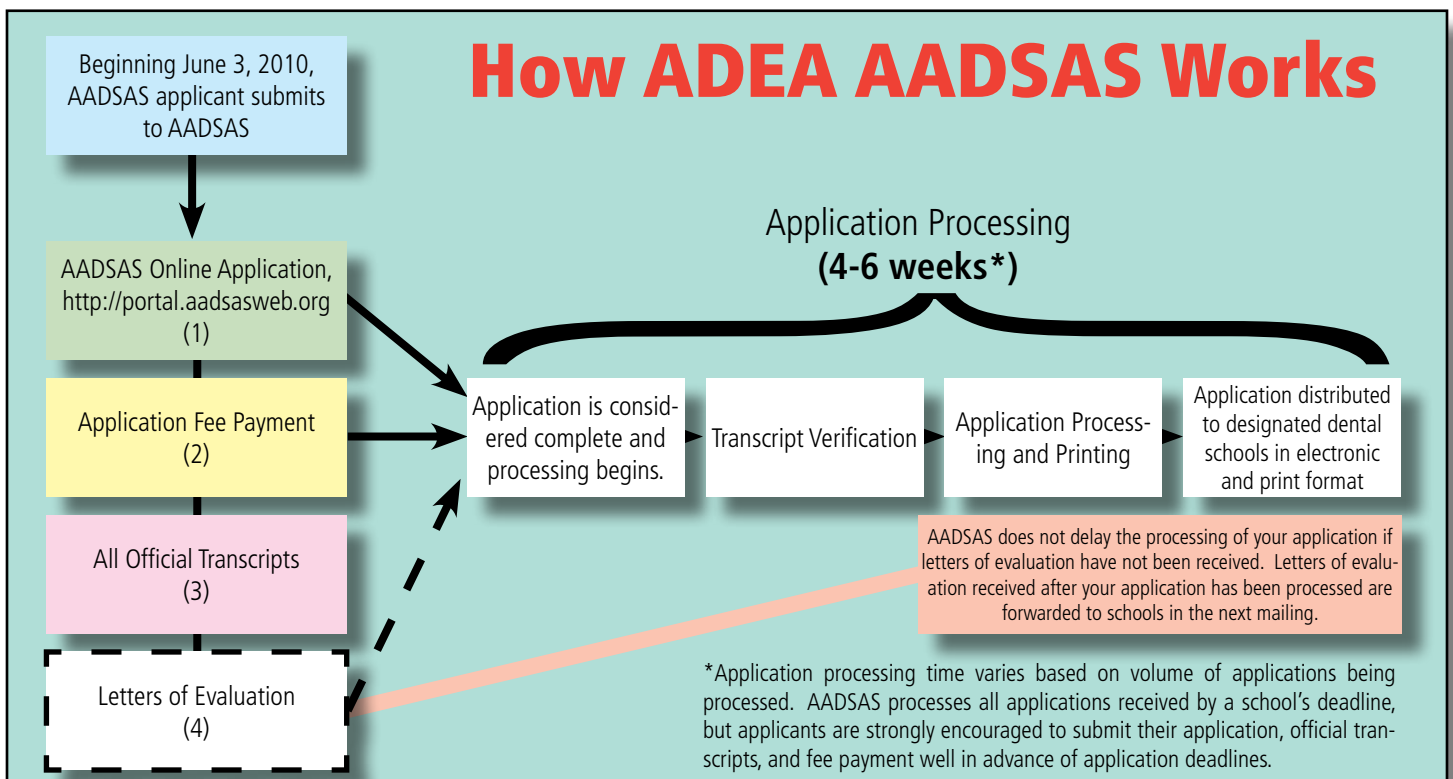 How ADEA AADSAS Works
Beginning June 3, 2010,
AADSAS applicant submits
to AADSAS
AADSAS Online Application,
http://portal.aadsasweb.org
(1)
Application Fee Payment
(2)
All Official Transcripts
(3)
Letters of Evaluation
(4)
Application Processing
(4-6 weeks*)
Application is consid-
ered complete and
processing begins.
Transcript Verification
Application Process-
ing and Printing
Application distributed
to designated dental
schools in electronic
and print format
AADSAS does not delay the processing of your application if
letters of evaluation have not been received. Letters of evalu-
ation received after your application has been processed are
forwarded to schools in the next mailing.
*Application processing time varies based on volume of applications being
processed. AADSAS processes all applications received by a school's deadline,
but applicants are strongly encouraged to submit their application, official tran-
scripts, and fee payment well in advance of application deadlines.